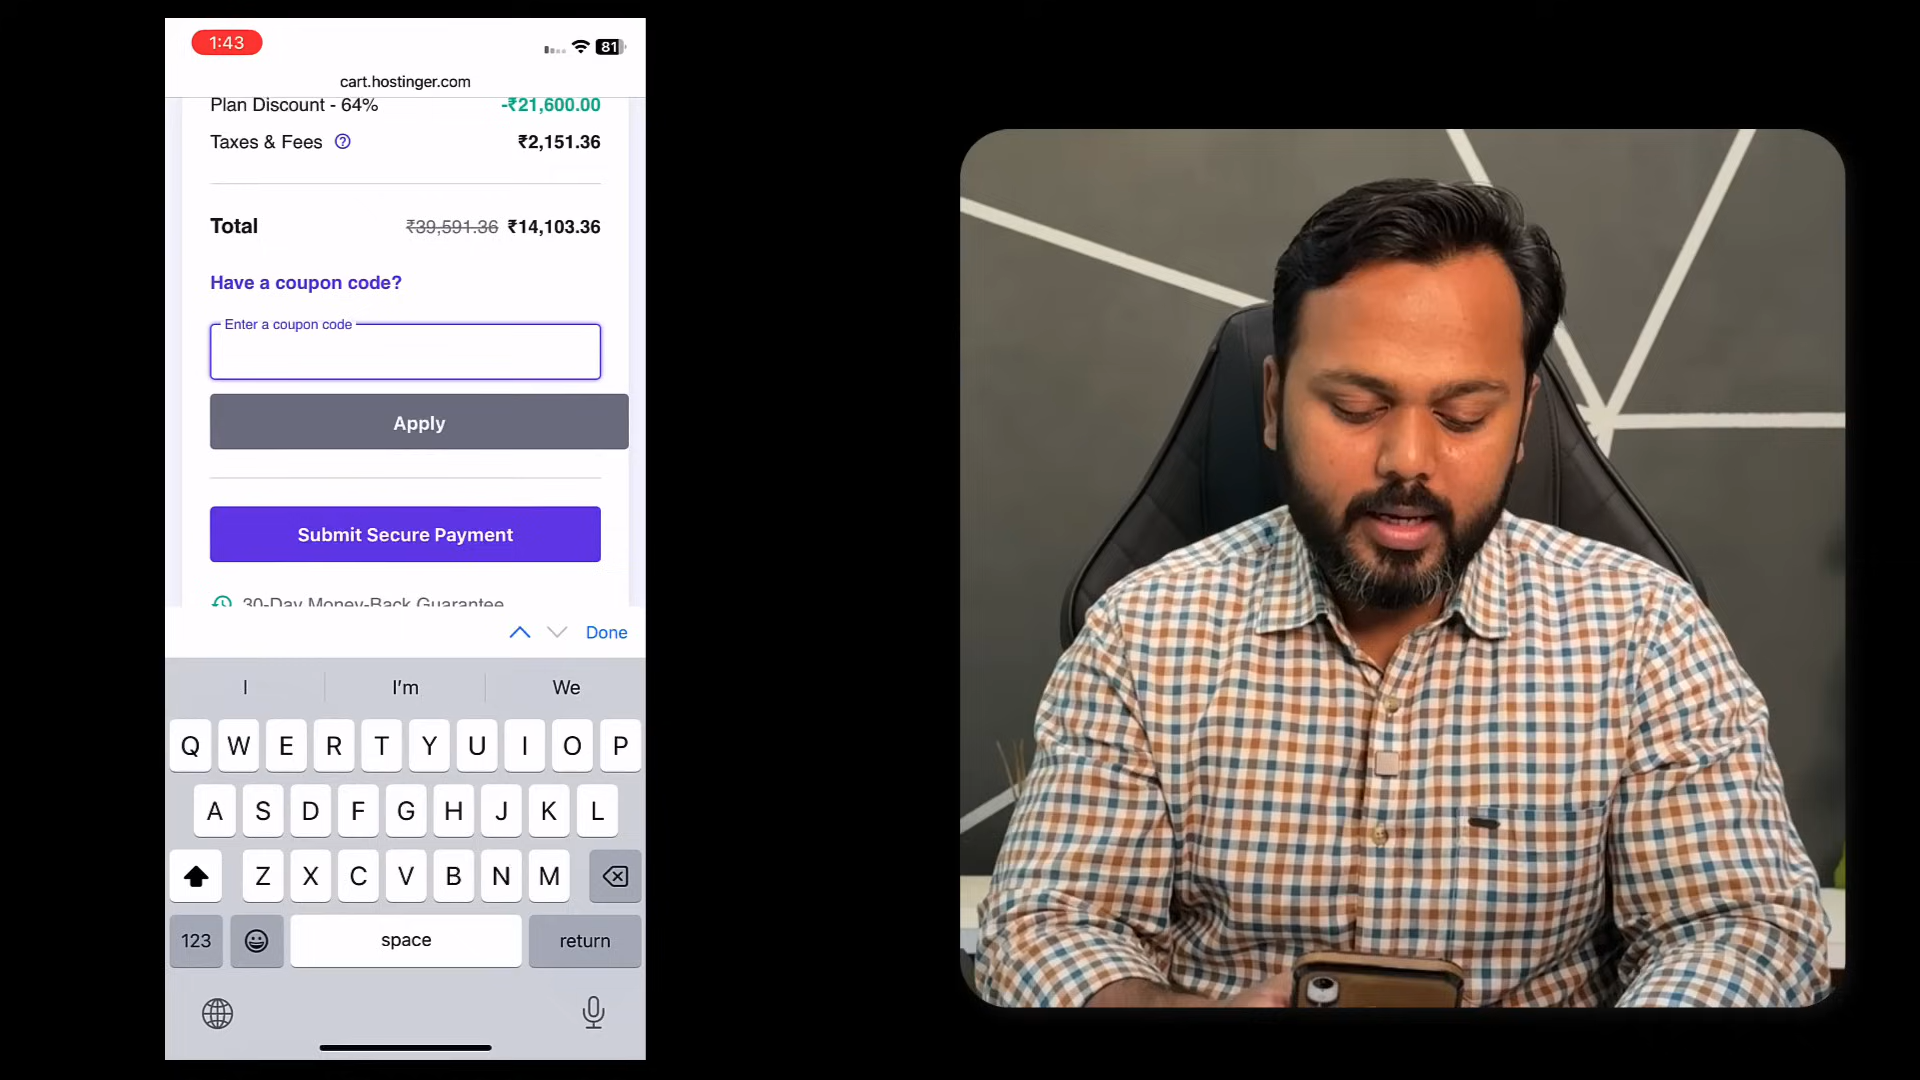 1:43
81
cart.hostinger.com
Plan Discount - 64% -₹21,600.00
Taxes & Fees ₹2,151.36
Total ₹39,591.36 ₹14,103.36
Have a coupon code?
Enter a coupon code
Apply
Submit Secure Payment
30-Day Money-Back Guarantee
Done
I I'm We
Q W E R T Y U I O P
A S D F G H J K L
Z X C V B N M
123 space return